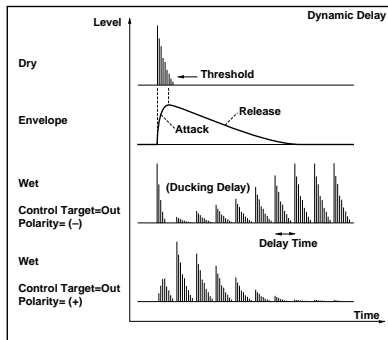 Dynamic Delay
Level
Dry
Threshold
Envelope
Release
Attack
Wet
(Ducking Delay)
Control Target=Out
Polarity= (–)
Delay Time
Wet
Control Target=Out
Polarity= (+)
Time